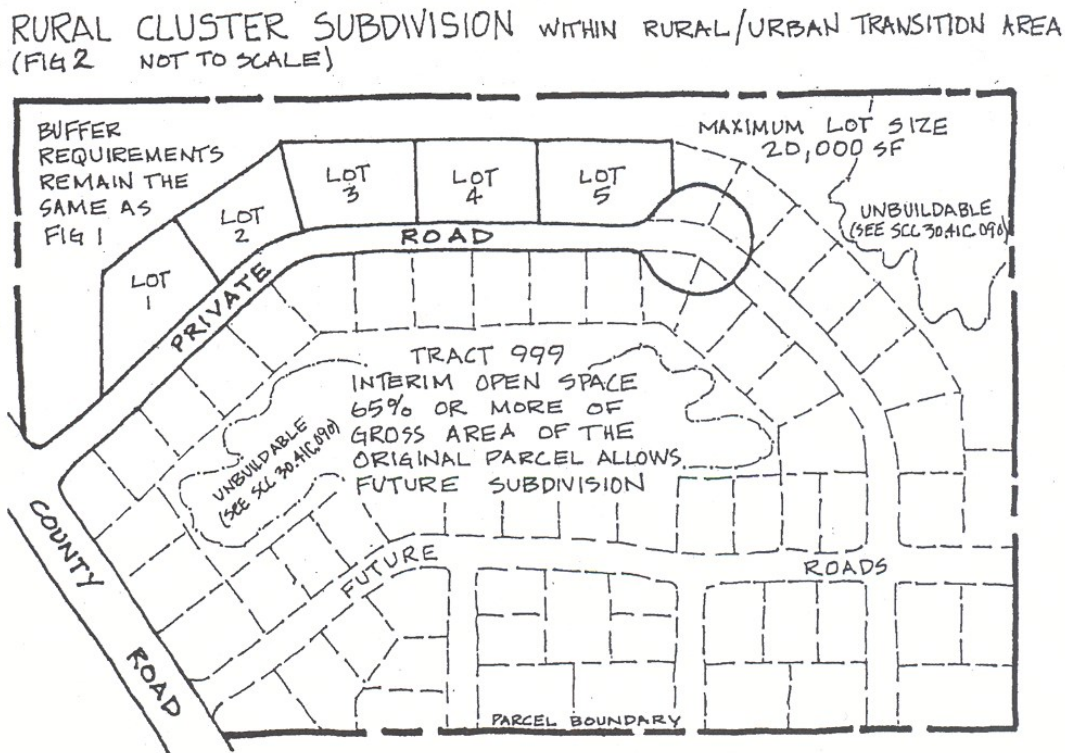 RURAL CLUSTER SUBDIVISION WITHIN RURAL/URBAN TRANSITION AREA
(FIG 2 NOT TO SCALE)
BUFFER
REQUIREMENTS
REMAIN THE
SAME AS
FIG 1
MAXIMUM LOT SIZE
20,000 SF
UNBUILDABLE
(SEE SCC 30.41C.090)
LOT
1
LOT
2
LOT
3
LOT
4
LOT
5
PRIVATE
ROAD
TRACT 999
INTERIM OPEN SPACE
65% OR MORE OF
GROSS AREA OF THE
ORIGINAL PARCEL ALLOWS
FUTURE SUBDIVISION
UNBUILDABLE
(SEE SCC 30.41C.090)
COUNTY
ROAD
FUTURE
ROADS
PARCEL BOUNDARY